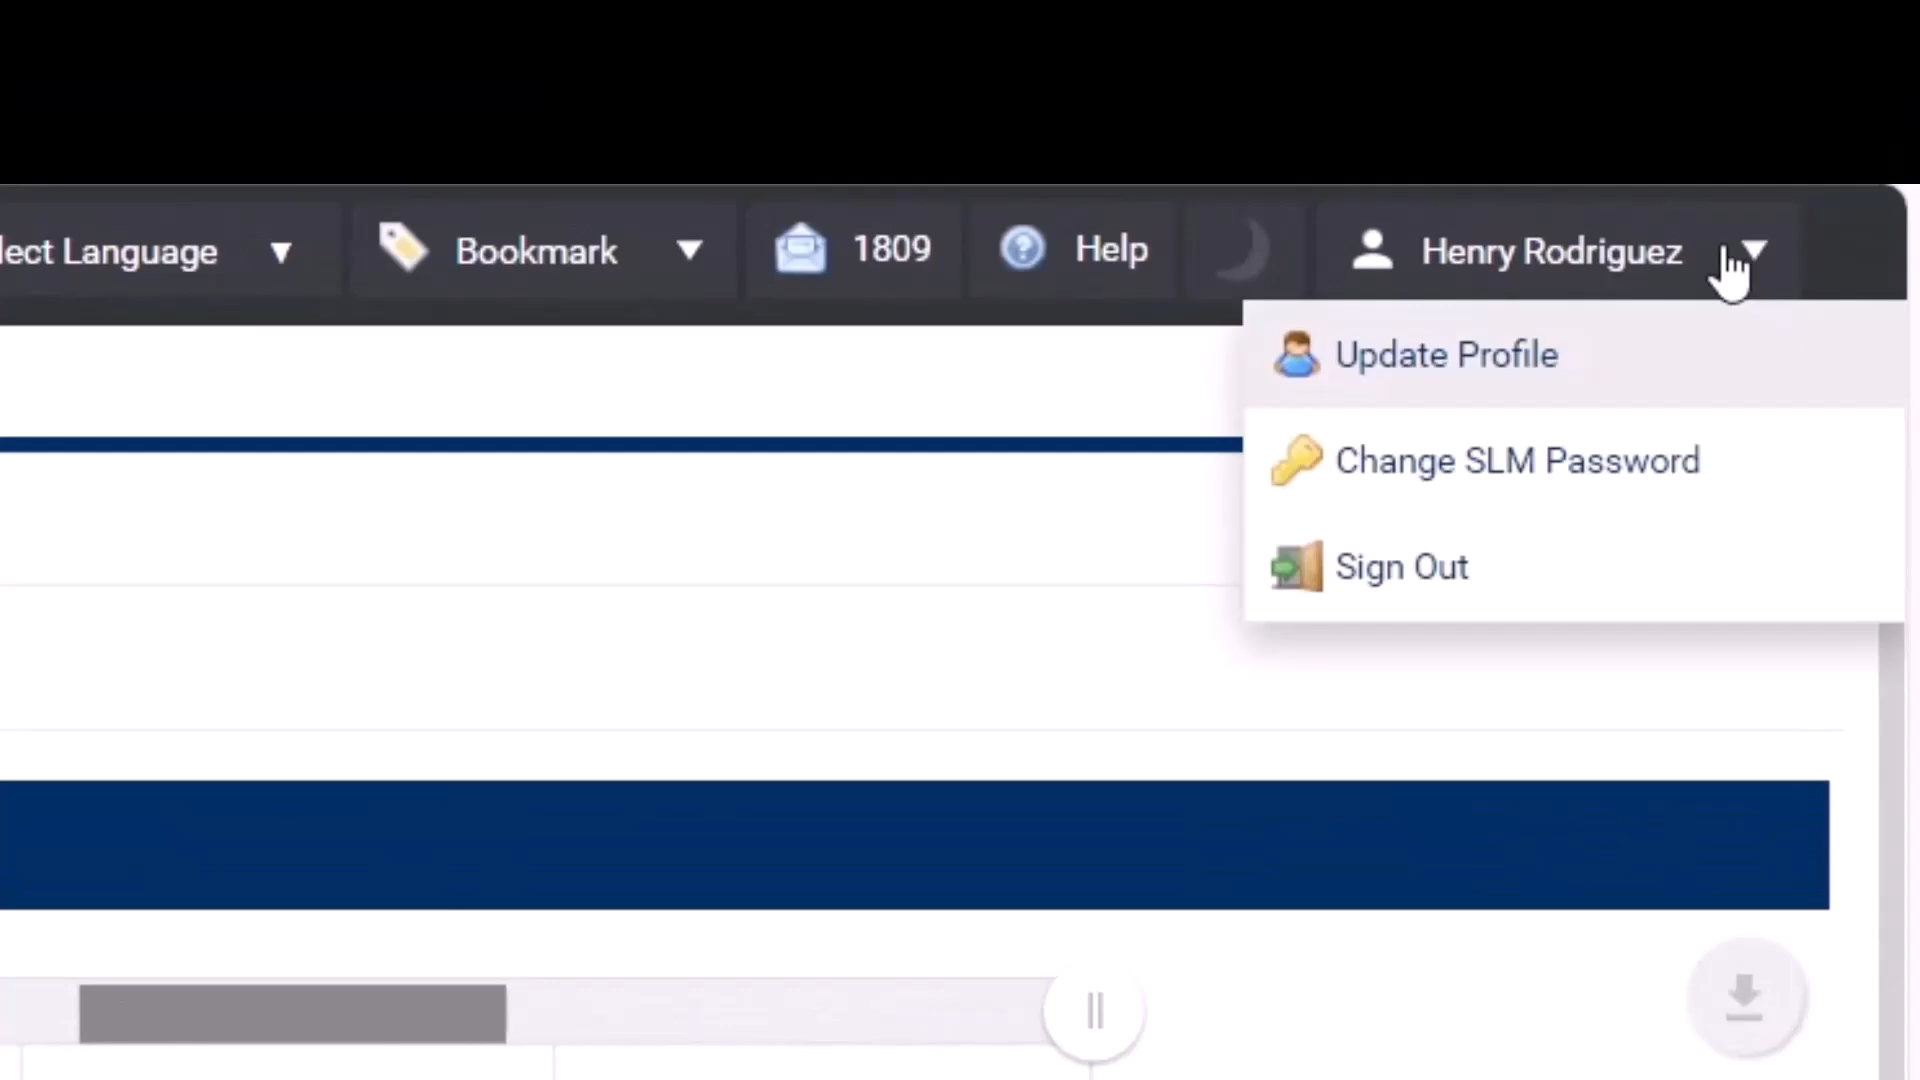 lect Language
Bookmark
1809
Help
Henry Rodriguez
Update Profile
Change SLM Password
Sign Out